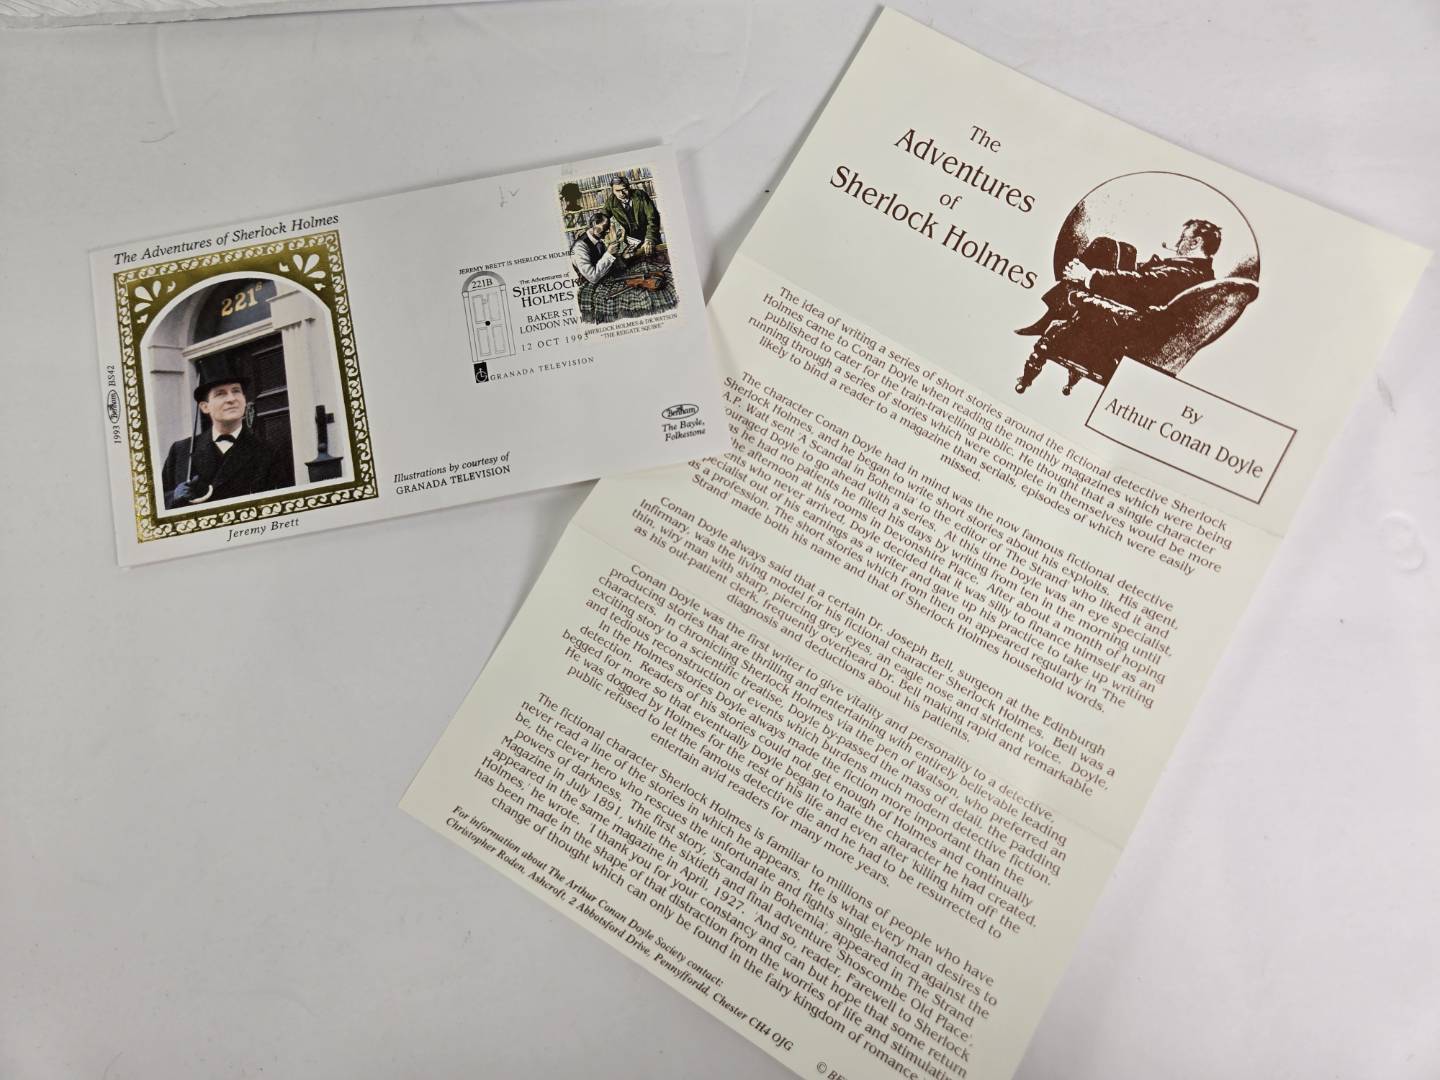 The Adventures of Sherlock Holmes
221B
1993 Benham BS42
Jeremy Brett
Illustrations by courtesy of
GRANADA TELEVISION
JEREMY BRETT IS SHERLOCK HOLMES
221B
The Adventures of
SHERLOCK
HOLMES
BAKER ST
LONDON NW1
12 OCT 1993
GRANADA TELEVISION
SHERLOCK HOLMES & DR.WATSON
"THE REIGATE SQUIRE"
Benham
The Bayle,
Folkestone
The
Adventures
of
Sherlock Holmes
By
Arthur Conan Doyle
The idea of writing a series of short stories around the fictional detective Sherlock
Holmes came to Conan Doyle when reading the monthly magazines which were being
published to cater for the train-travelling public. He thought that a single character
running through a series of stories which were complete in themselves would be more
likely to bind a reader to a magazine than serials, episodes of which were easily
missed.
The character Conan Doyle had in mind was the now famous fictional detective
Sherlock Holmes, and he began to write short stories about his exploits. His agent,
A.P. Watt sent 'A Scandal in Bohemia' to the editor of 'The Strand' who liked it and
ouraged Doyle to go ahead with a series. At this time Doyle was an eye specialist,
as he had no patients he filled his days by writing from ten in the morning until
the afternoon at his rooms in Devonshire Place. After about a month of hoping
s who never arrived, Doyle decided that it was silly to finance himself as an
specialist out of his earnings as a writer and gave up his practice to take up writing
as a profession. The short stories which from then on appeared regularly in 'The
Strand' made both his name and that of Sherlock Holmes household words.
Conan Doyle always said that a certain Dr. Joseph Bell, surgeon at the Edinburgh
Infirmary, was the living model for his fictional character Sherlock Holmes. Bell was a
thin, wiry man with sharp, piercing grey eyes, an eagle nose and strident voice. Doyle,
as his out-patient clerk, frequently overheard Dr. Bell making rapid and remarkable
diagnosis and deductions about his patients.
Conan Doyle was the first writer to give vitality and personality to a detective,
producing stories that are thrilling and entertaining with entirely believable leading
characters. In chronicling Sherlock Holmes via the pen of Watson, who preferred an
exciting story to a scientific treatise, Doyle by-passed the mass of detail, the padding
and tedious reconstruction of events which burdens much modern detective fiction.
In the Holmes stories Doyle always made the fiction more important than the
detection. Readers of his stories could not get enough of Holmes and continually
begged for more so that eventually Doyle began to hate the character he had created.
He was dogged by Holmes for the rest of his life and even after killing him off the
public refused to let the famous detective die and he had to be resurrected to
entertain avid readers for many more years.
The fictional character Sherlock Holmes is familiar to millions of people who have
never read a line of the stories in which he appears. He is what every man desires to
be, the clever hero who rescues the unfortunate and fights single-handed against the
powers of darkness. The first story, 'Scandal in Bohemia', appeared in The Strand
Magazine in July 1891, while the sixtieth and final adventure, 'Shoscombe Old Place',
appeared in the same magazine in April, 1927. 'And so, reader, Farewell to Sherlock
Holmes,' he wrote. 'I thank you for your constancy and can but hope that some return
has been made in the shape of that distraction from the worries of life and stimulatin
change of thought which can only be found in the fairy kingdom of romance
For information about The Arthur Conan Doyle Society contact:
Christopher Roden, Ashcroft, 2 Abbotsford Drive, Pennyffordd, Chester CH4 OJG